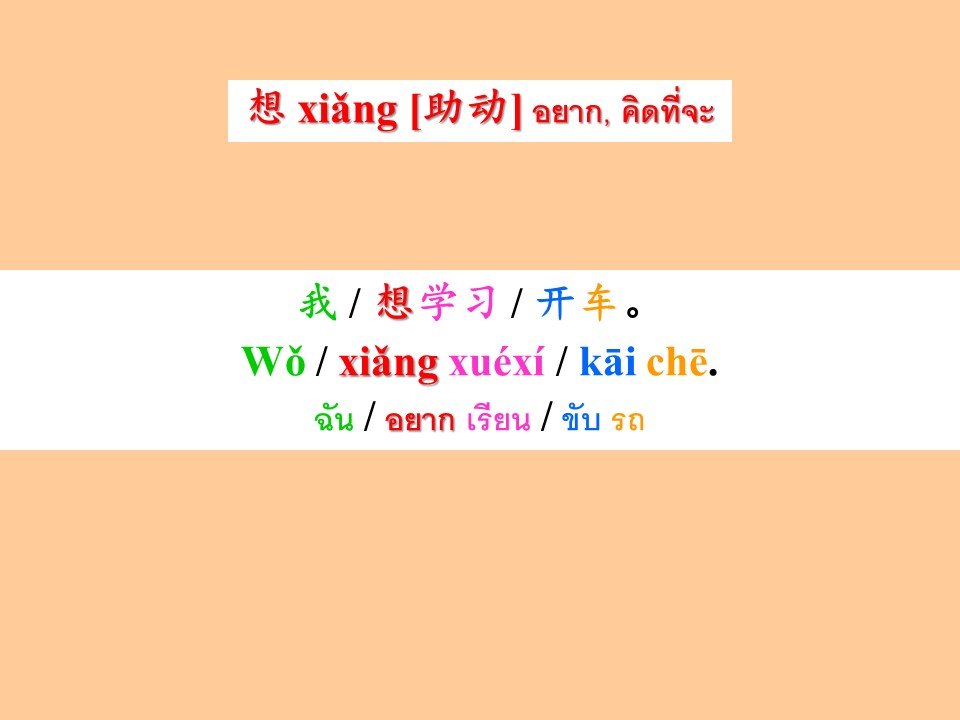 想 xiǎng [助动] อยาก, คิดที่จะ
我 / 想学习 / 开车。
Wǒ / xiǎng xuéxí / kāi chē.
ฉัน / อยาก เรียน / ขับ รถ